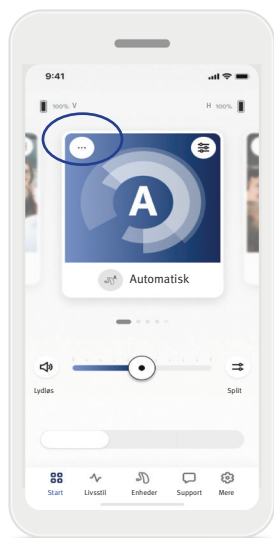 9:41
100% V H 100%
...
A
Automatisk
Lydløs Split
Start Livsstil Enheder Support Mere